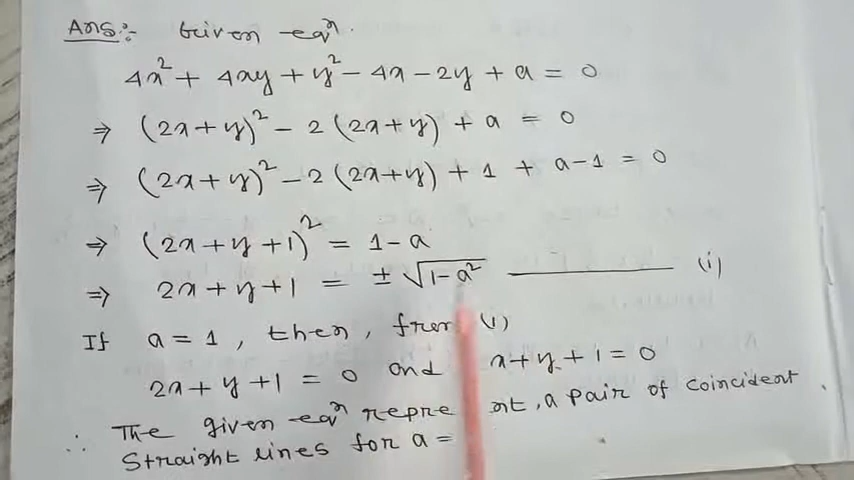 Ans:- Given eqⁿ.
4x² + 4xy + y² - 4x - 2y + a = 0
⇒ (2x + y)² - 2 (2x + y) + a = 0
⇒ (2x + y)² - 2 (2x + y) + 1 + a - 1 = 0
⇒ (2x + y + 1)² = 1 - a
⇒ 2x + y + 1 = ± √(1 - a²) ———— (i)
If a = 1, then, from (1)
2x + y + 1 = 0 and x + y + 1 = 0
∴ The given eqⁿ a pair of coincident
straight lines for a =